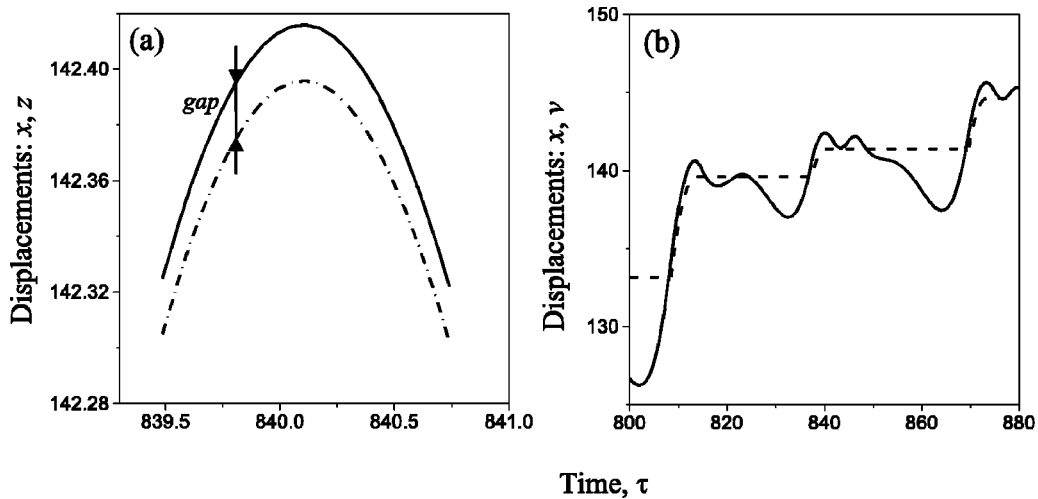 (a)
gap
Displacements: x, z
142.40
142.36
142.32
142.28
839.5 840.0 840.5 841.0
(b)
Displacements: x, v
150
140
130
800 820 840 860 880
Time, τ